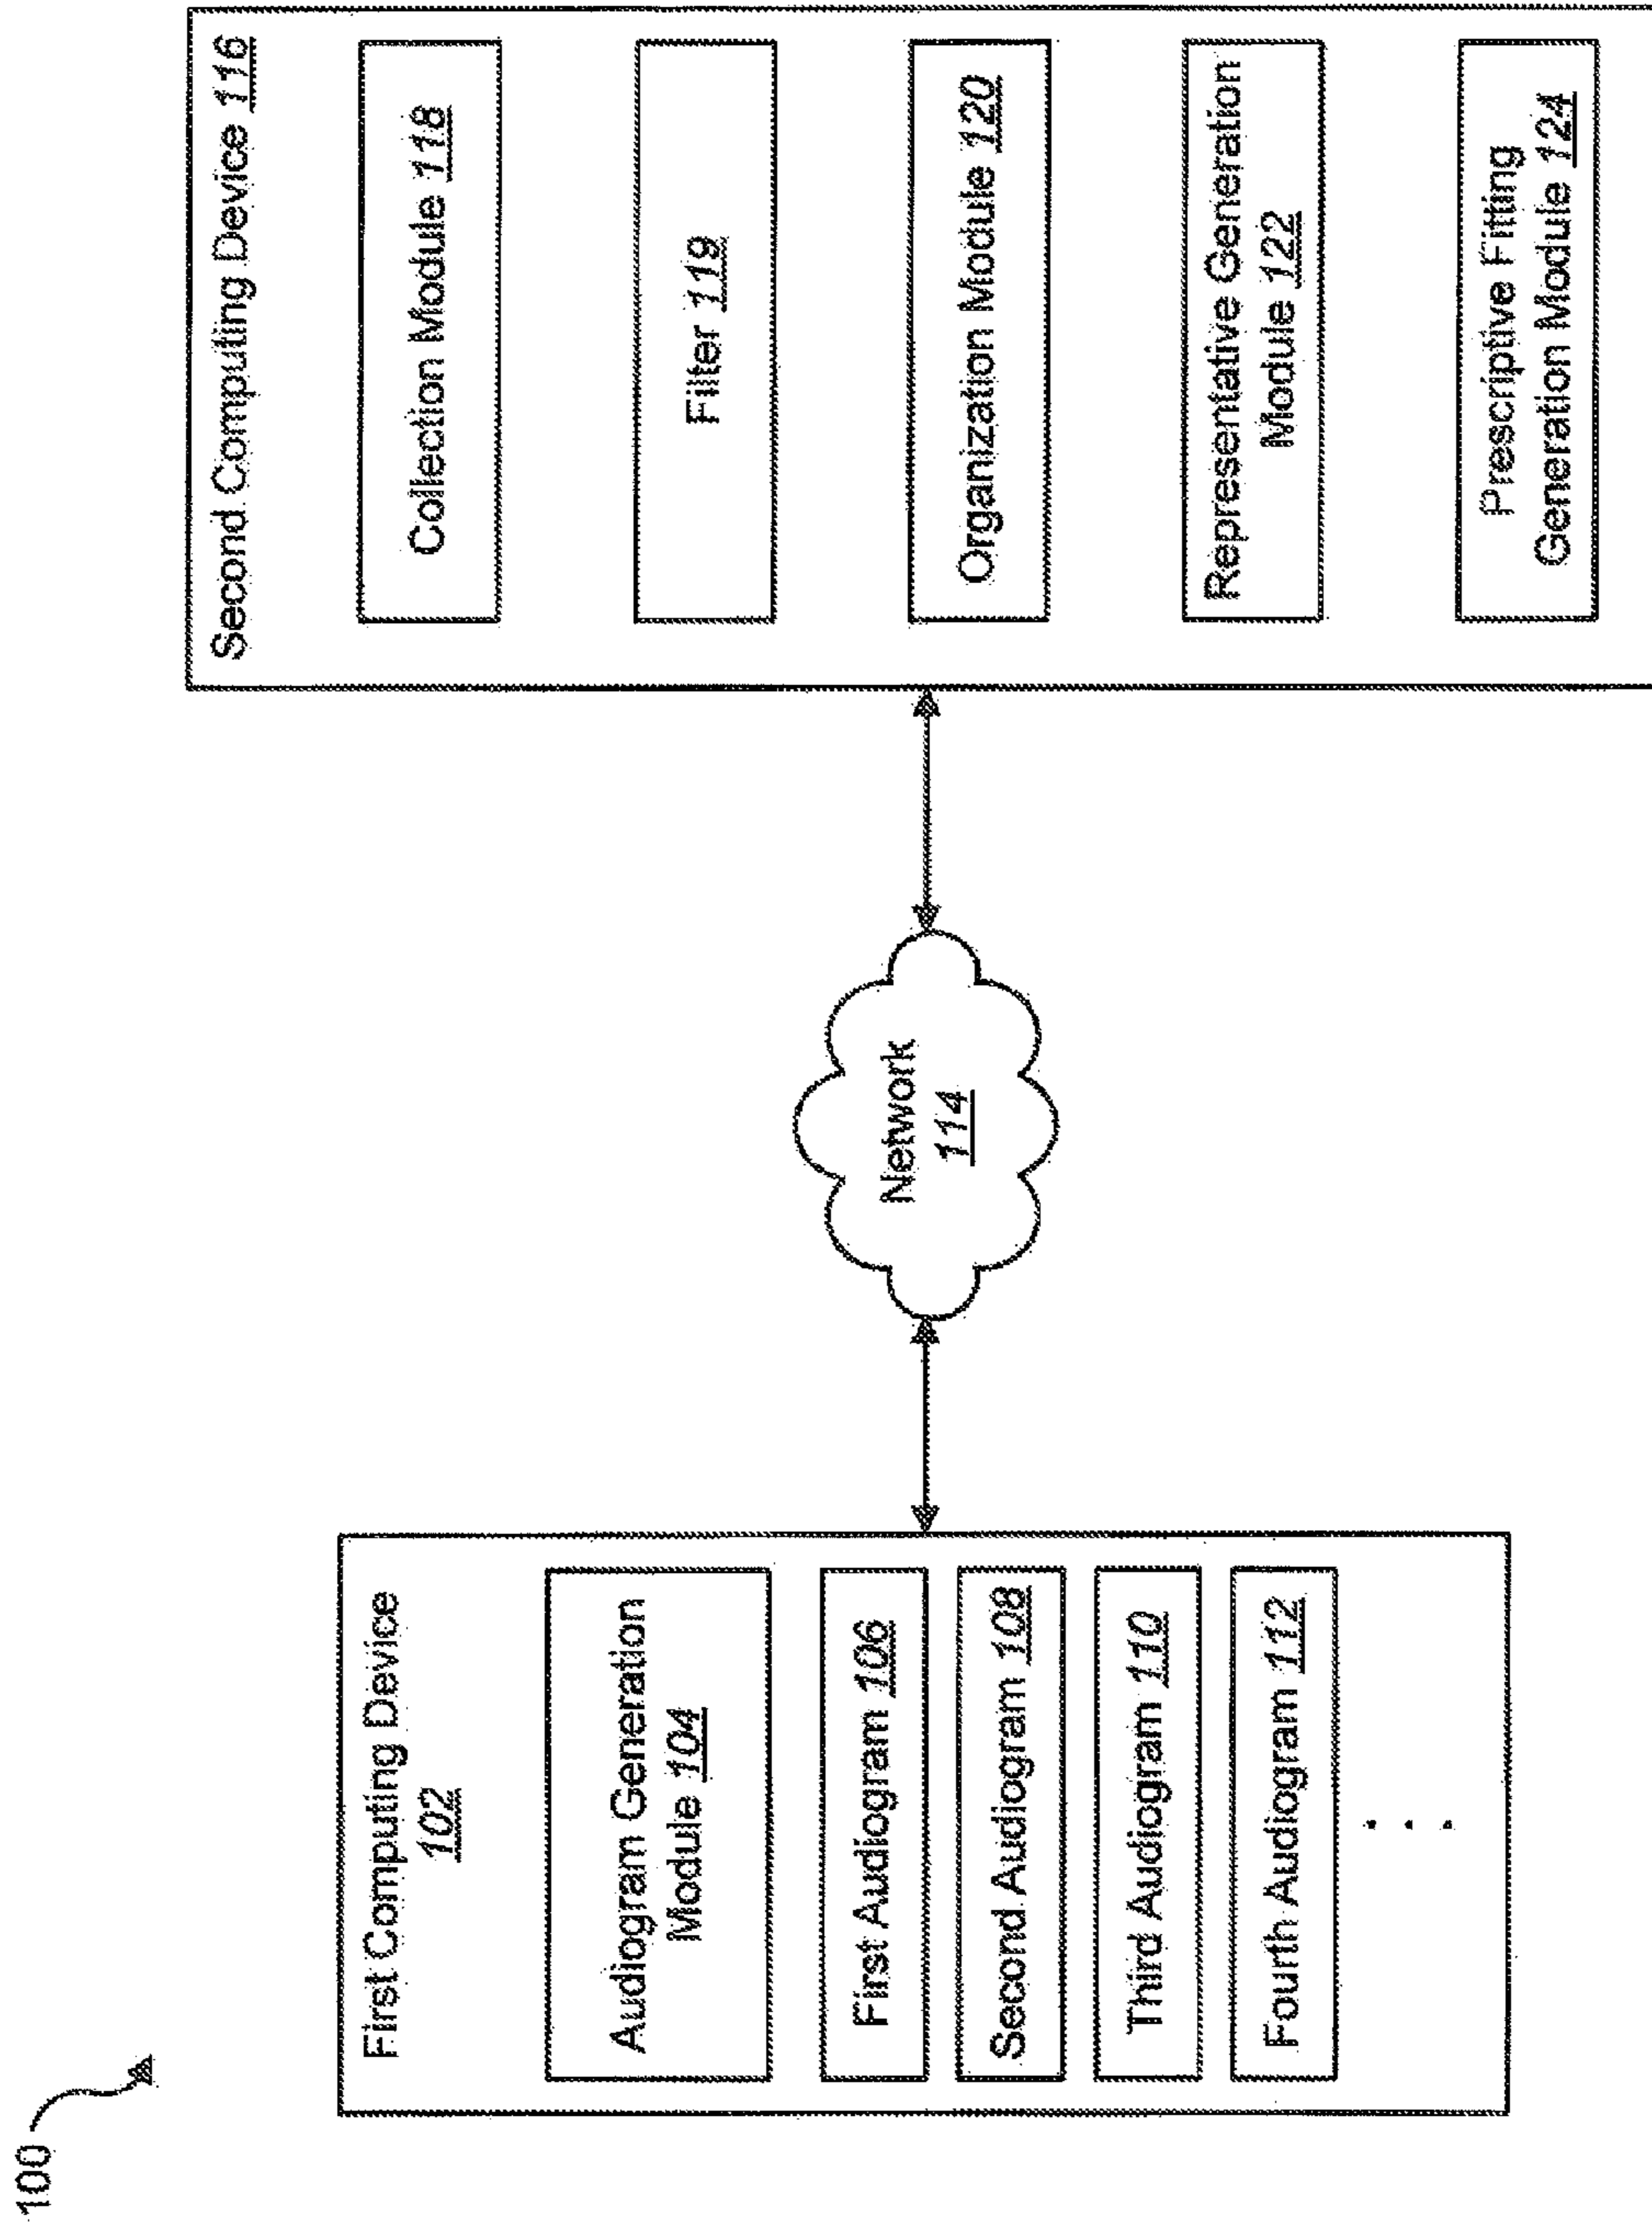 100
First Computing Device
102
Audiogram Generation
Module 104
First Audiogram 106
Second Audiogram 108
Third Audiogram 110
Fourth Audiogram 112
. . .
Network
114
Second Computing Device 116
Collection Module 118
Filter 119
Organization Module 120
Representative Generation
Module 122
Prescriptive Fitting
Generation Module 124